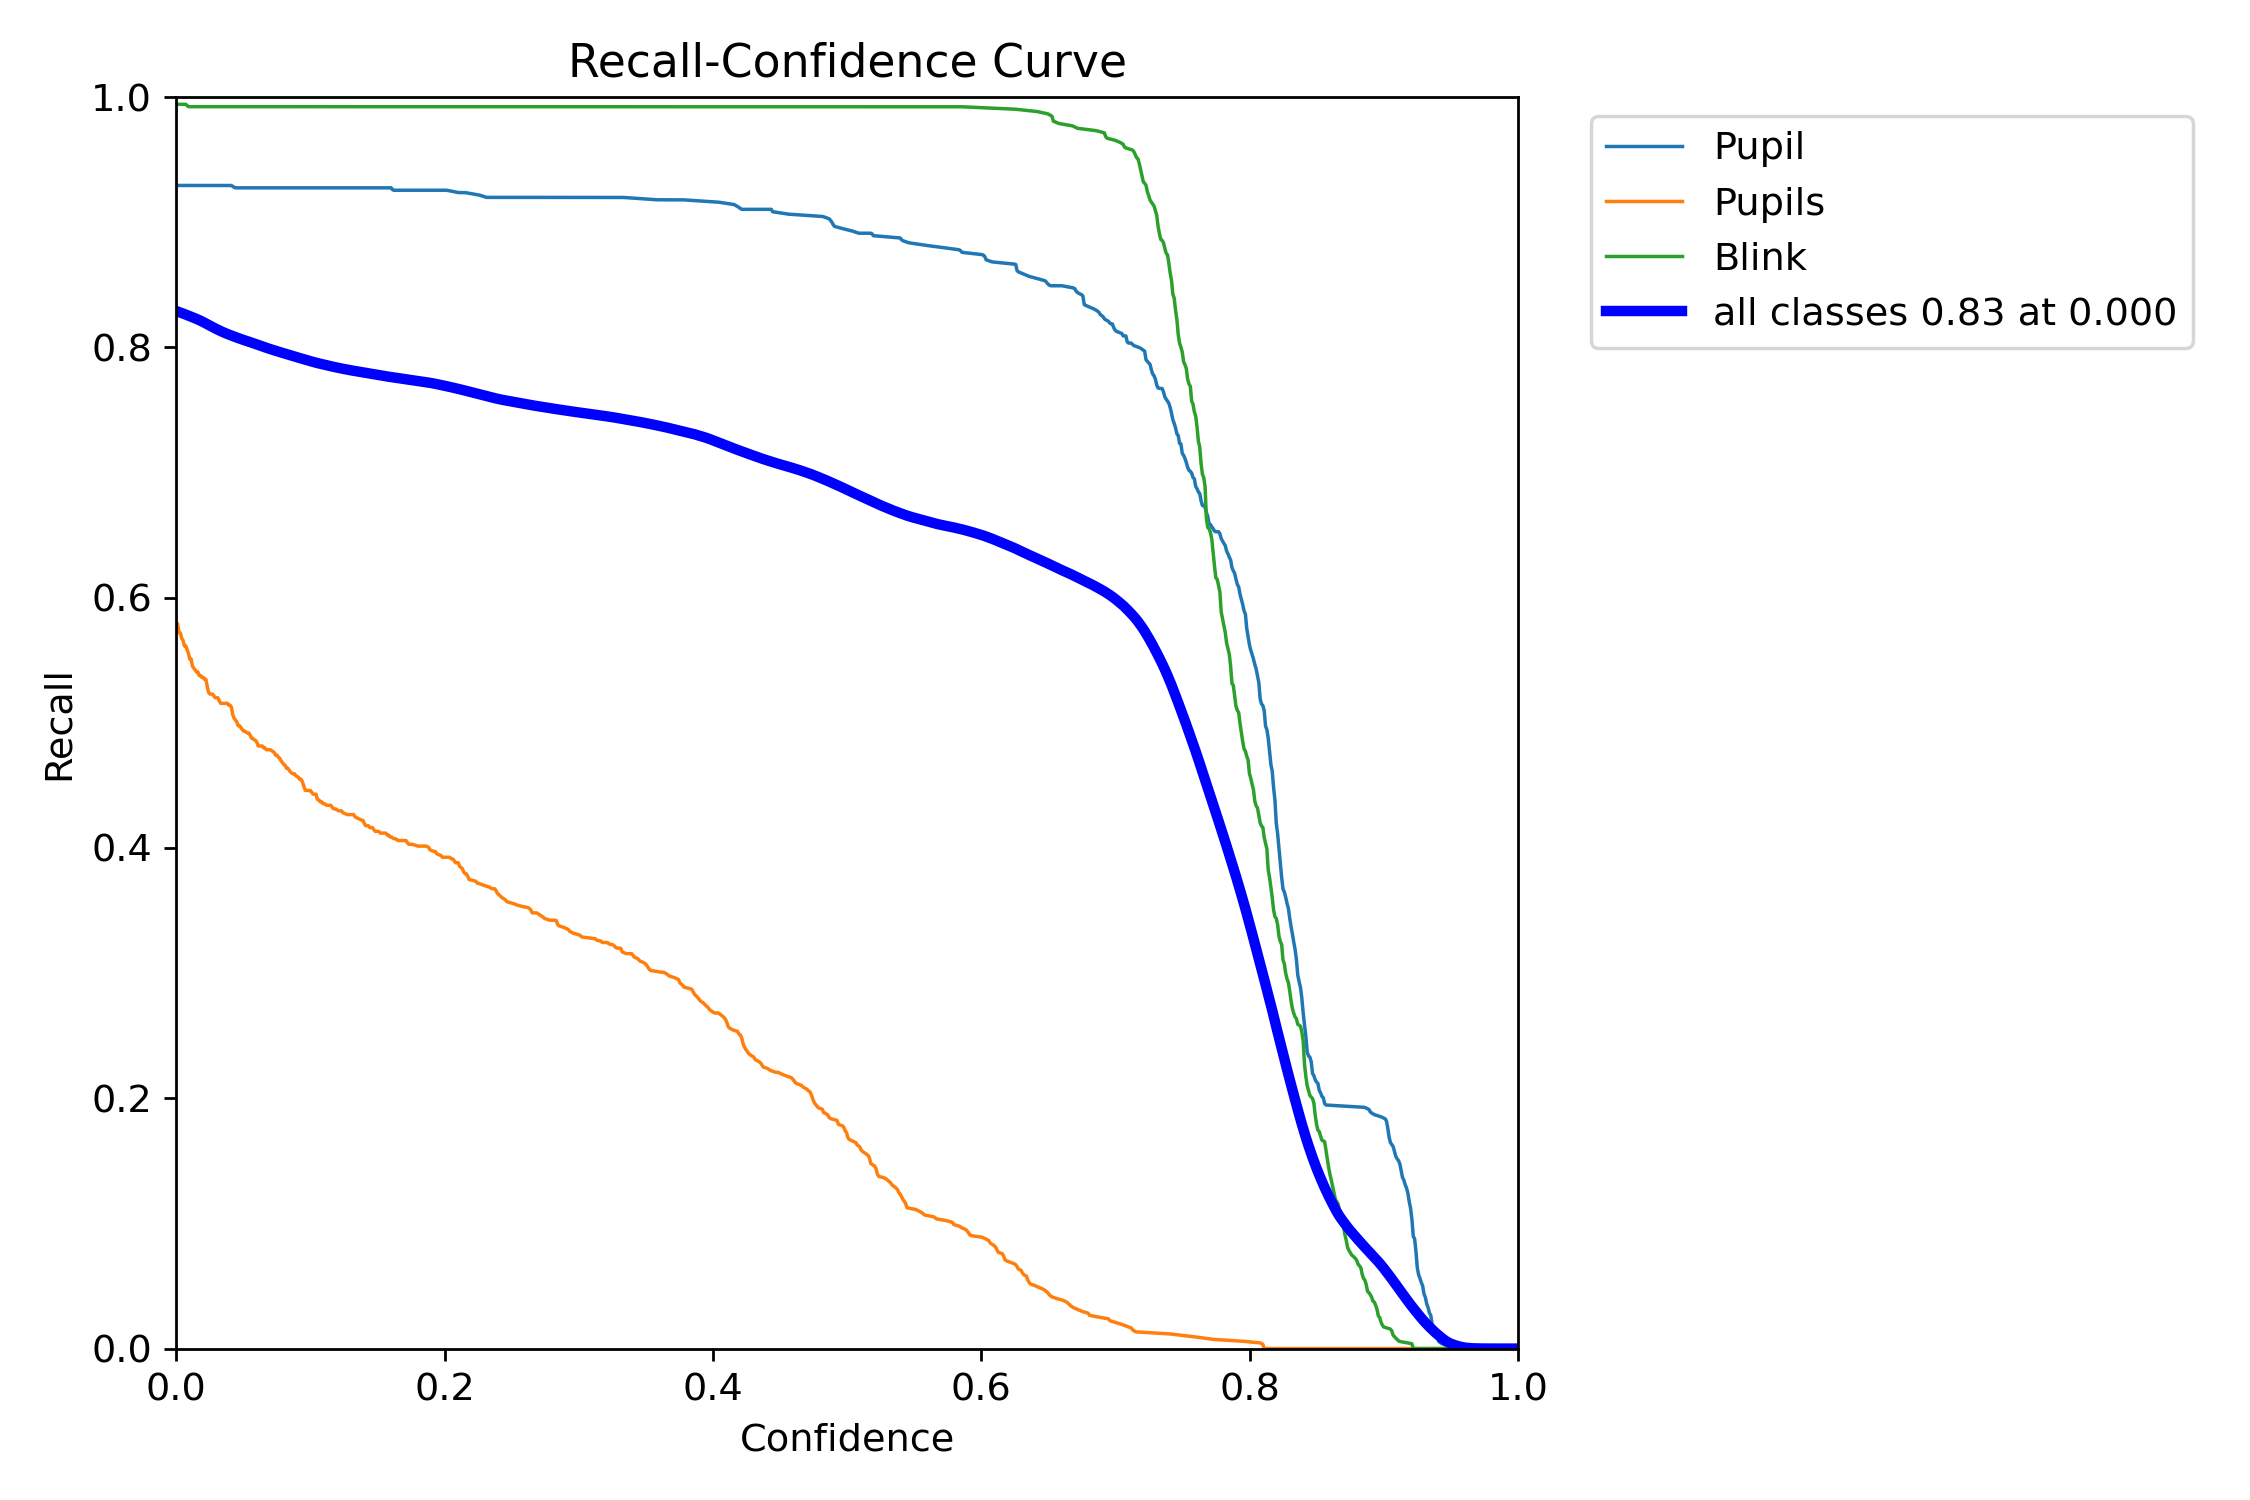 Recall-Confidence Curve
1.0
0.8
0.6
0.4
0.2
0.0
Recall
0.0 0.2 0.4 0.6 0.8 1.0
Confidence
Pupil
Pupils
Blink
all classes 0.83 at 0.000